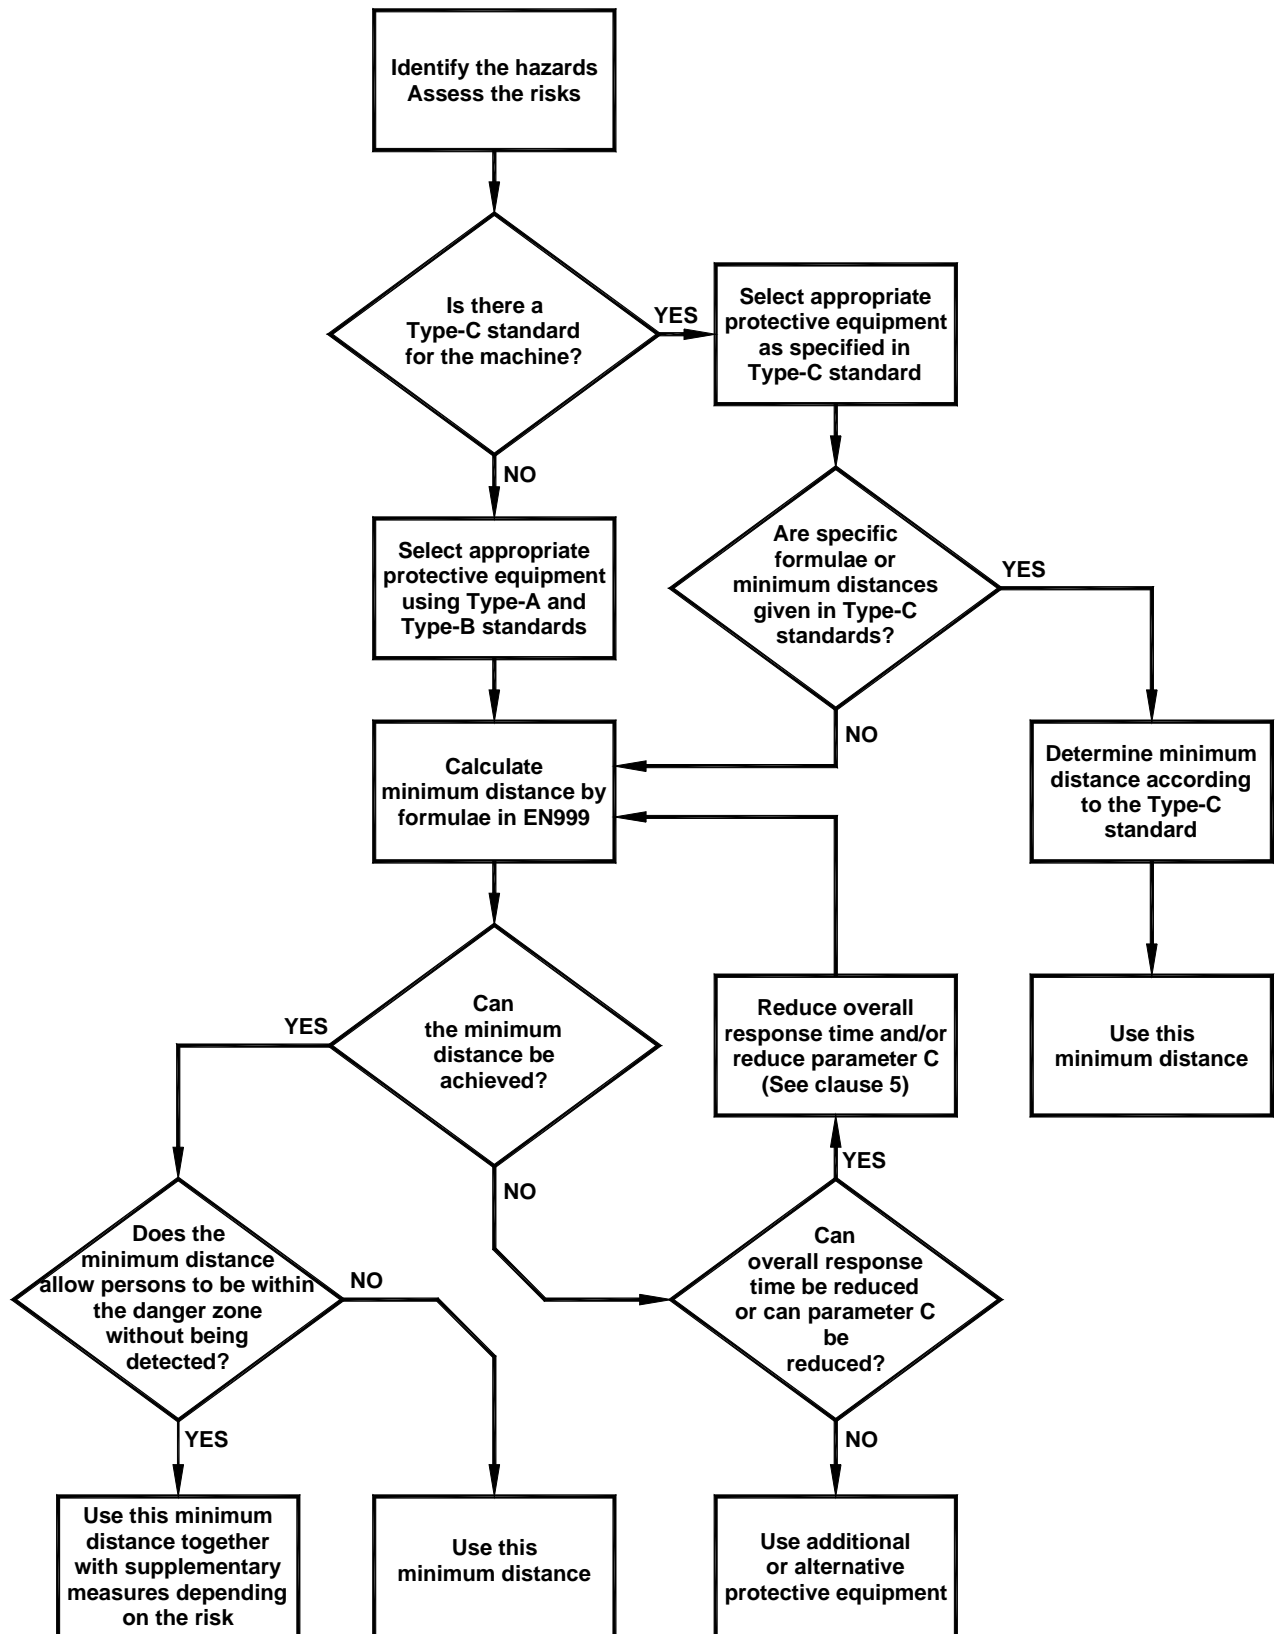 Identify the hazards
Assess the risks
Is there a
Type-C standard
for the machine?
YES
Select appropriate
protective equipment
as specified in
Type-C standard
NO
Select appropriate
protective equipment
using Type-A and
Type-B standards
Are specific
formulae or
minimum distances
given in Type-C
standards?
YES
NO
Calculate
minimum distance by
formulae in EN999
Determine minimum
distance according
to the Type-C
standard
Can
the minimum
distance be
achieved?
YES
NO
Reduce overall
response time and/or
reduce parameter C
(See clause 5)
Use this
minimum distance
YES
Does the
minimum distance
allow persons to be within
the danger zone
without being
detected?
NO
YES
Can
overall response
time be reduced
or can parameter C
be
reduced?
NO
Use this minimum
distance together
with supplementary
measures depending
on the risk
Use this
minimum distance
Use additional
or alternative
protective equipment